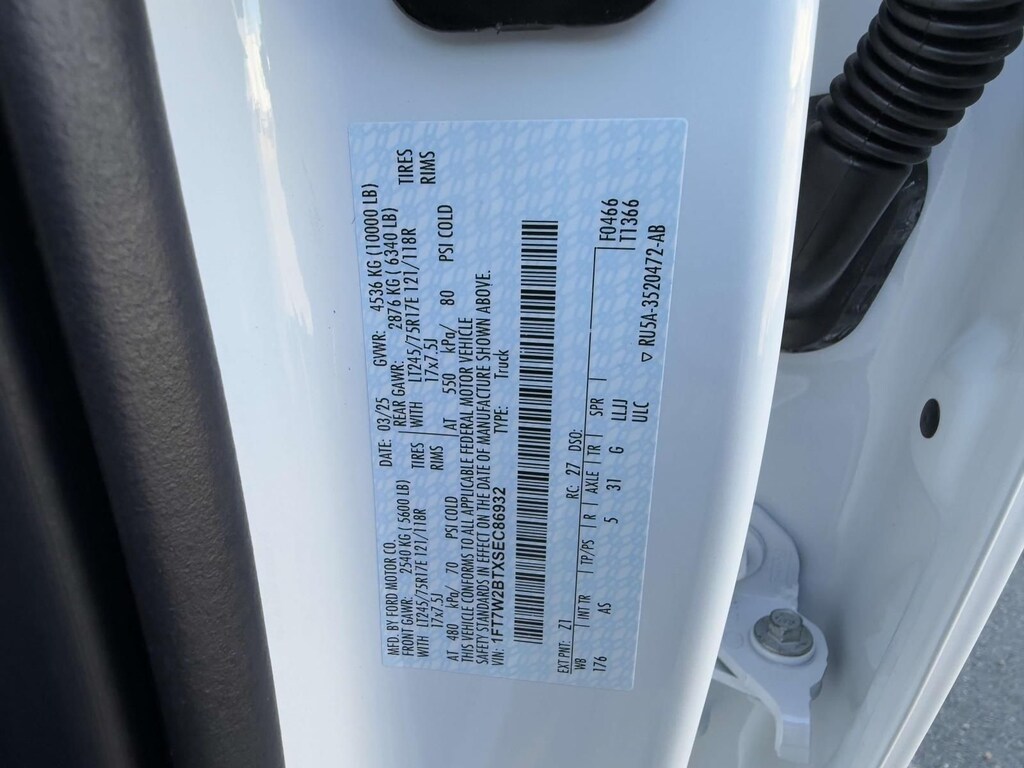 MFD. BY FORD MOTOR CO.
DATE: 03/25 GVWR: 4536 KG (10000 LB)
FRONT GAWR: 2540 KG ( 5600 LB) REAR GAWR: 2876 KG ( 6340 LB)
WITH LT245/75R17E 121/118R TIRES WITH LT245/75R17E 121/118R TIRES
17x7.5J RIMS 17x7.5J RIMS
AT 480 kPa/ 70 PSI COLD AT 550 kPa/ 80 PSI COLD
THIS VEHICLE CONFORMS TO ALL APPLICABLE FEDERAL MOTOR VEHICLE
SAFETY STANDARDS IN EFFECT ON THE DATE OF MANUFACTURE SHOWN ABOVE.
VIN: 1FT7W2BTXSEC86932 TYPE: Truck
EXT PNT: Z1 RC: 27 DSO: F0466
WB INT TR TP/PS R AXLE TR SPR T1366
176 AS 5 31 G LLJJ
ULC ▽ RU5A-3520472-AB